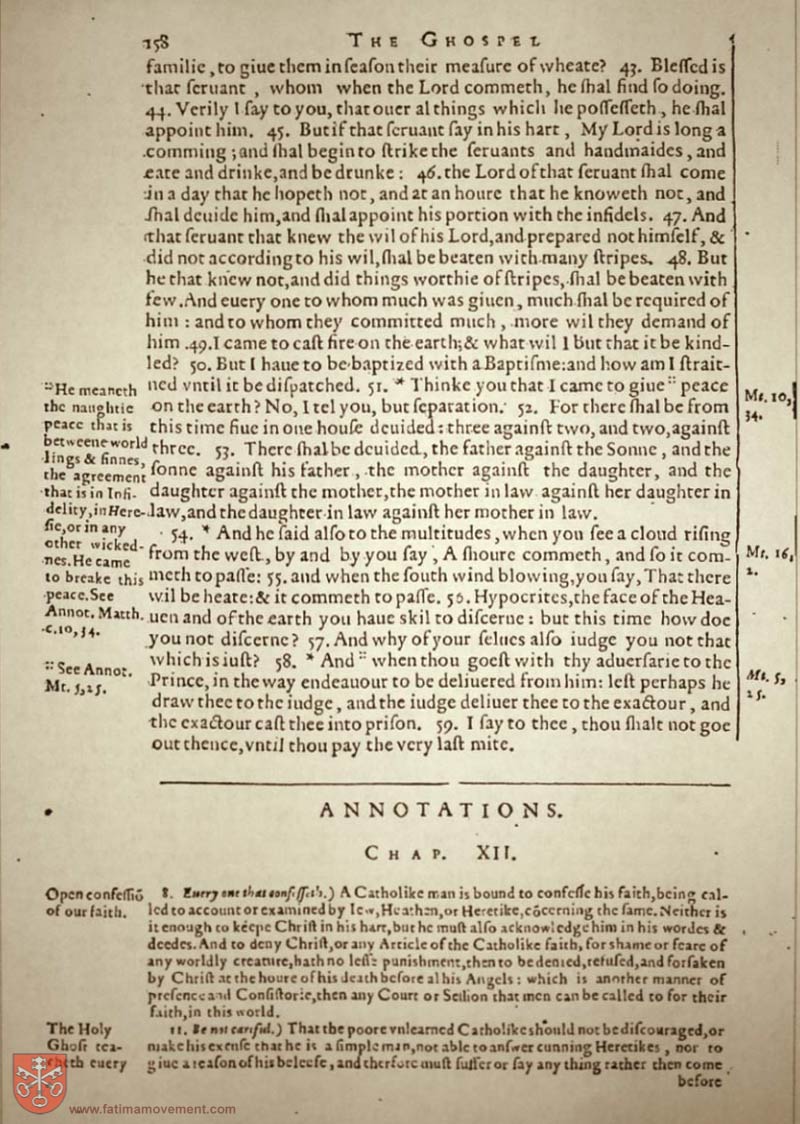 158 THE GHOSPEL
familie, to giue them in ſeaſon their meaſure of wheate? 43. Bleſſed is
that ſeruant, whom when the Lord commeth, he ſhal find ſo doing.
44. Verily I ſay to you, that ouer al things which he poſſeſſeth, he ſhal
appoint him. 45. But if that ſeruant ſay in his hart, My Lord is long a
comming; and ſhal begin to ſtrike the ſeruants and handmaides, and
eate and drinke, and be drunke: 46. the Lord of that ſeruant ſhal come
in a day that he hopeth not, and at an houre that he knoweth not, and
ſhal deuide him, and ſhal appoint his portion with the infidels. 47. And
that ſeruant that knew the wil of his Lord, and prepared not himſelf, &
did not according to his wil, ſhal be beaten with many ſtripes. 48. But
he that knew not, and did things worthie of ſtripes, ſhal be beaten with
few. And euery one to whom much was giuen, much ſhal be required of
him: and to whom they committed much, more wil they demand of
him. 49. I came to caſt fire on the earth; & what wil I but that it be kind-
led? 50. But I haue to be baptized with a Baptiſme: and how am I ſtrait-
ned vntil it be diſpatched. 51. * Thinke you that I came to giue :: peace
on the earth? No, I tel you, but ſeparation. 52. For there ſhal be from
this time fiue in one houſe deuided: three againſt two, and two, againſt
three. 53. There ſhal be deuided, the father againſt the Sonne, and the
ſonne againſt his father, the mother againſt the daughter, and the
daughter againſt the mother, the mother in law againſt her daughter in
law, and the daughter in law againſt her mother in law.
54. * And he ſaid alſo to the multitudes, when you ſee a cloud riſing
from the weſt, by and by you ſay, A ſhoure commeth, and ſo it com-
meth to paſſe: 55. and when the ſouth wind blowing, you ſay, That there
wil be heate: & it commeth to paſſe. 56. Hypocrites, the face of the Hea-
uen and of the earth you haue skil to diſcerne: but this time how doe
you not diſcerne? 57. And why of your ſelues alſo iudge you not that
which is iuſt? 58. * And :: when thou goeſt with thy aduerſarie to the
Prince, in the way endeauour to be deliuered from him: leſt perhaps he
draw thee to the iudge, and the iudge deliuer thee to the exactour, and
the exactour caſt thee into priſon. 59. I ſay to thee, thou ſhalt not goe
out thence, vntil thou pay the very laſt mite.
:: He meaneth
the naughtie
peace that is
betweene world
lings & ſinnes,
the agreement
that is in Infi-
delity, in Here-
ſie, or in any
other wicked-
nes. He came
to breake this
peace. See
Annot. Matth.
c. 10, 34.
:: See Annot.
Mt. 5, 25.
Mt. 10,
34.
Mt. 16,
2.
Mt. 5,
25.
ANNOTATIONS.
CHAP. XII.
Open confeſſiō
of our faith.
8. Euery one that confeſſeth.) A Catholike man is bound to confeſſe his faith, being cal-
led to account or examined by Iew, Heathen, or Heretike, cōcerning the ſame. Neither is
it enough to keepe Chriſt in his hart, but he muſt alſo acknowledge him in his wordes &
deedes. And to deny Chriſt, or any Article of the Catholike faith, for shame or feare of
any worldly creature, hath no leſſe punishment, then to be denied, refuſed, and forſaken
by Chriſt at the houre of his death before al his Angels: which is another manner of
preſence and Conſiſtorie, then any Court or Seſſion that men can be called to for their
faith, in this world.
The Holy
Ghoſt tea-
cheth euery
11. Be not careful.) That the poore vnlearned Catholike should not be diſcouraged, or
make his excuſe that he is a ſimple man, not able to anſwer cunning Heretikes, nor to
giue a reaſon of his beleefe, and therfore muſt ſuffer or ſay any thing rather then come
before
www.fatimamovement.com